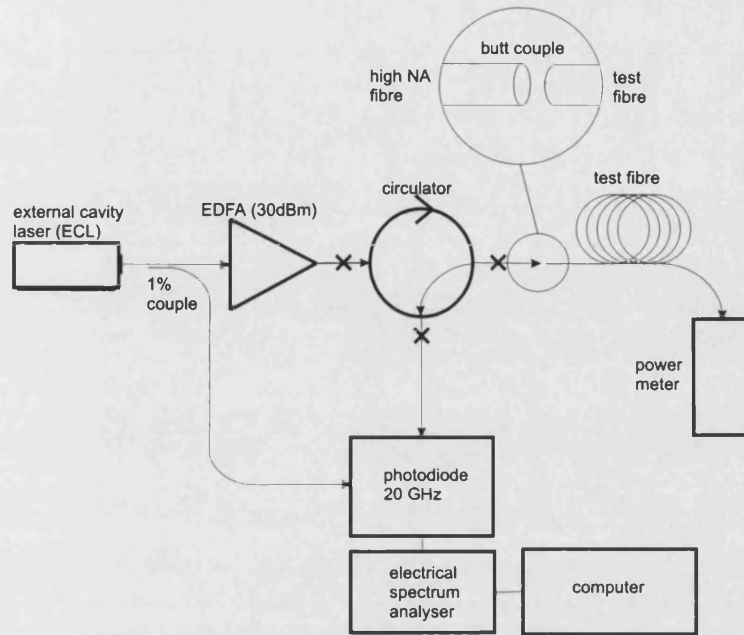 butt couple
high NA
fibre
test
fibre
test fibre
circulator
EDFA (30dBm)
external cavity
laser (ECL)
1%
couple
power
meter
photodiode
20 GHz
electrical
spectrum
analyser
computer